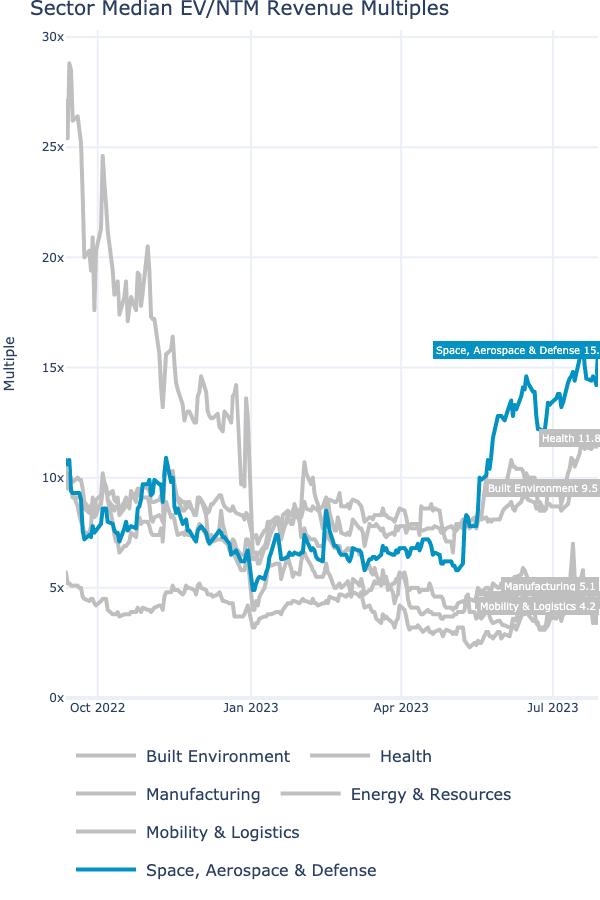 Sector Median EV/NTM Revenue Multiples
30x
25x
20x
15x
10x
5x
0x
Multiple
Space, Aerospace & Defense 15.
Health 11.8
Built Environment 9.5
Manufacturing 5.1
Mobility & Logistics 4.2
Oct 2022 Jan 2023 Apr 2023 Jul 2023
Built Environment Health
Manufacturing Energy & Resources
Mobility & Logistics
Space, Aerospace & Defense